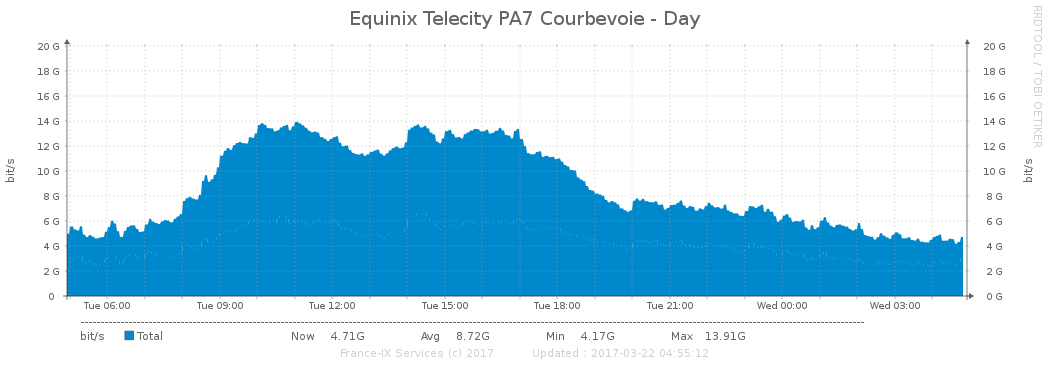 Equinix Telecity PA7 Courbevoie - Day
RRDTOOL / TOBI OETIKER
20 G 20 G
18 G 18 G
16 G 16 G
14 G 14 G
12 G 12 G
10 G 10 G
8 G 8 G
6 G 6 G
4 G 4 G
2 G 2 G
0 0 G
bit/s bit/s
Tue 06:00 Tue 09:00 Tue 12:00 Tue 15:00 Tue 18:00 Tue 21:00 Wed 00:00 Wed 03:00
bit/s Total Now 4.71G Avg 8.72G Min 4.17G Max 13.91G
France-IX Services (c) 2017 Updated : 2017-03-22 04:55:12